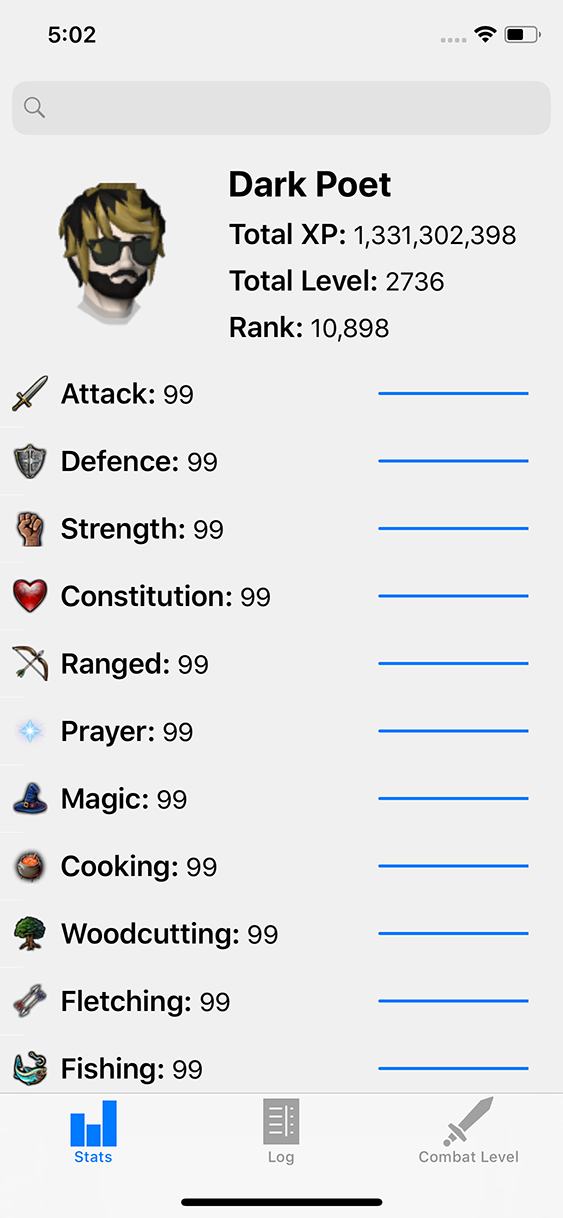 5:02
Dark Poet
Total XP: 1,331,302,398
Total Level: 2736
Rank: 10,898
Attack: 99
Defence: 99
Strength: 99
Constitution: 99
Ranged: 99
Prayer: 99
Magic: 99
Cooking: 99
Woodcutting: 99
Fletching: 99
Fishing: 99
Stats
Log
Combat Level